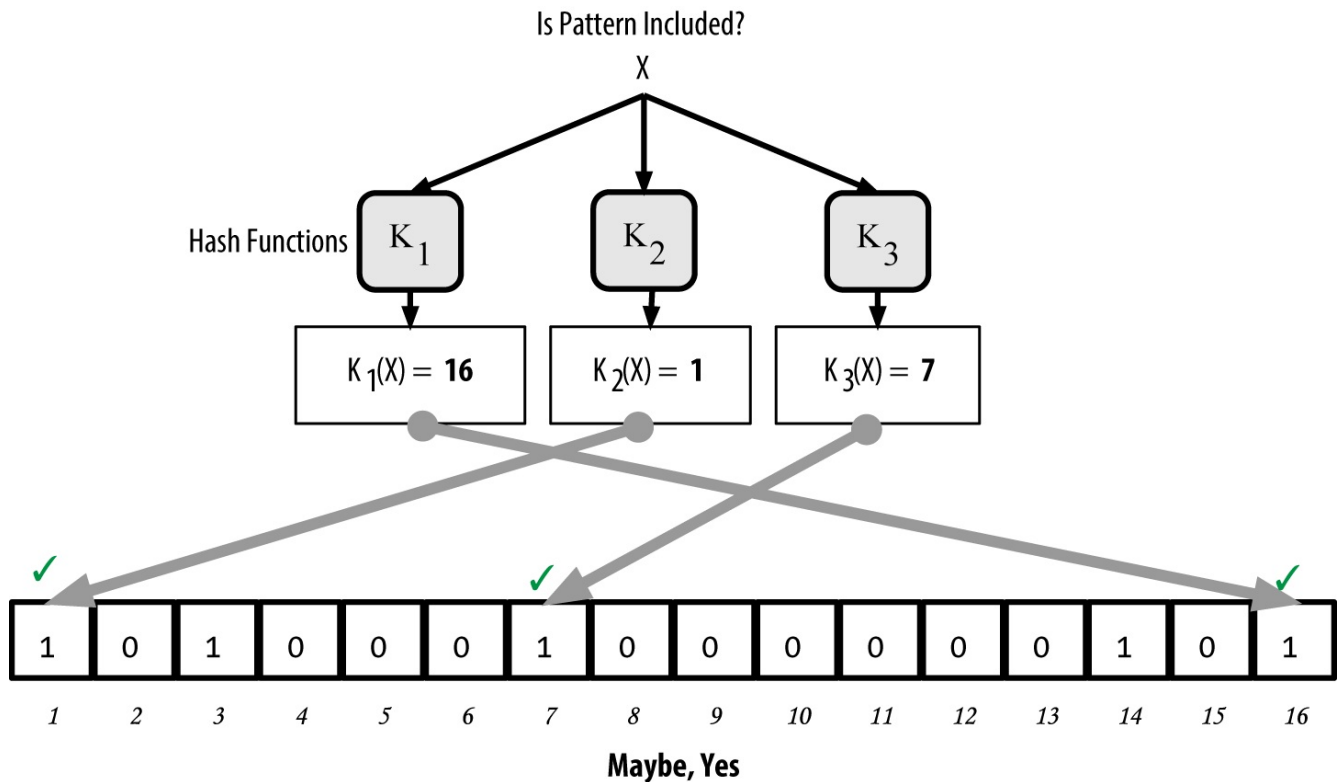 Is Pattern Included?
X
Hash Functions K1 K2 K3
K1(X) = 16 K2(X) = 1 K3(X) = 7
✓ ✓ ✓
1 0 1 0 0 0 1 0 0 0 0 0 0 1 0 1
1 2 3 4 5 6 7 8 9 10 11 12 13 14 15 16
Maybe, Yes